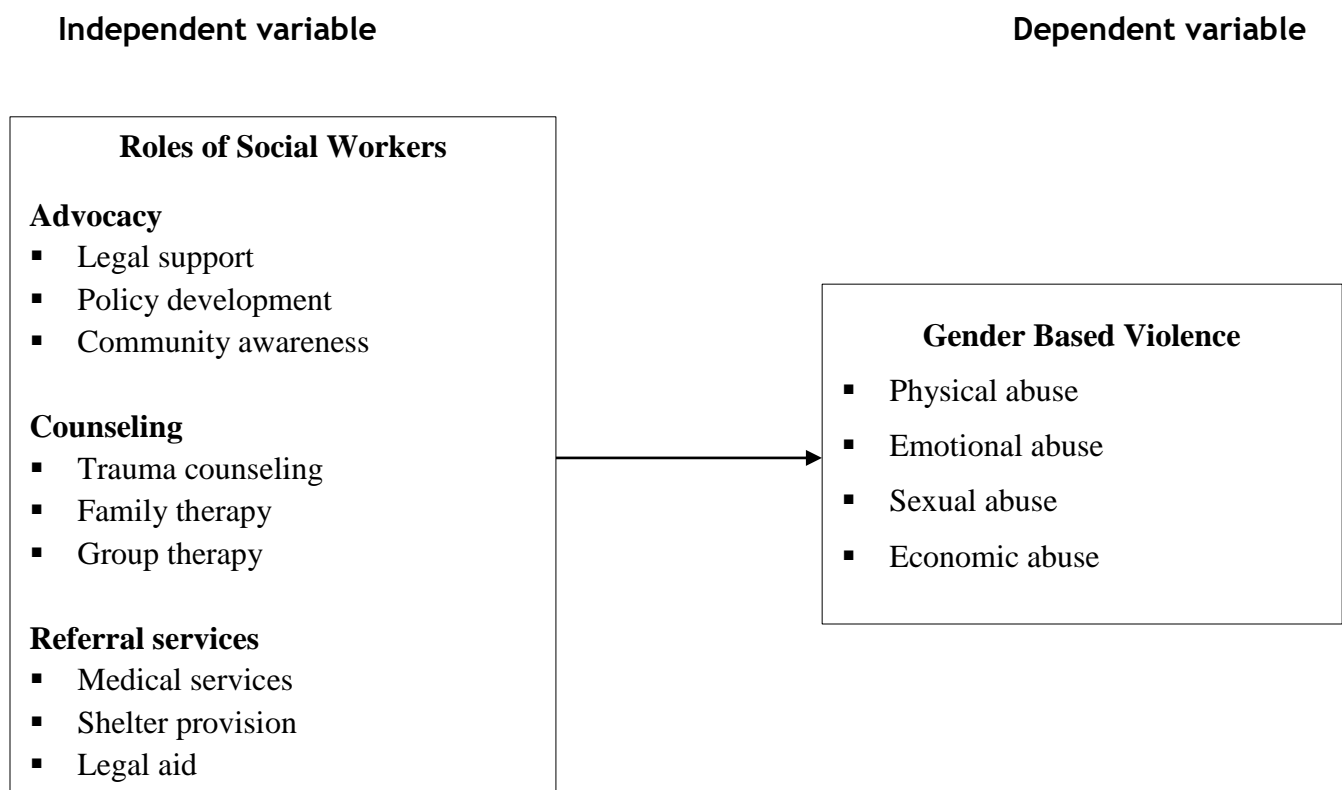 Independent variable
Dependent variable
Roles of Social Workers
Advocacy
▪ Legal support
▪ Policy development
▪ Community awareness
Counseling
▪ Trauma counseling
▪ Family therapy
▪ Group therapy
Referral services
▪ Medical services
▪ Shelter provision
▪ Legal aid
Gender Based Violence
▪ Physical abuse
▪ Emotional abuse
▪ Sexual abuse
▪ Economic abuse